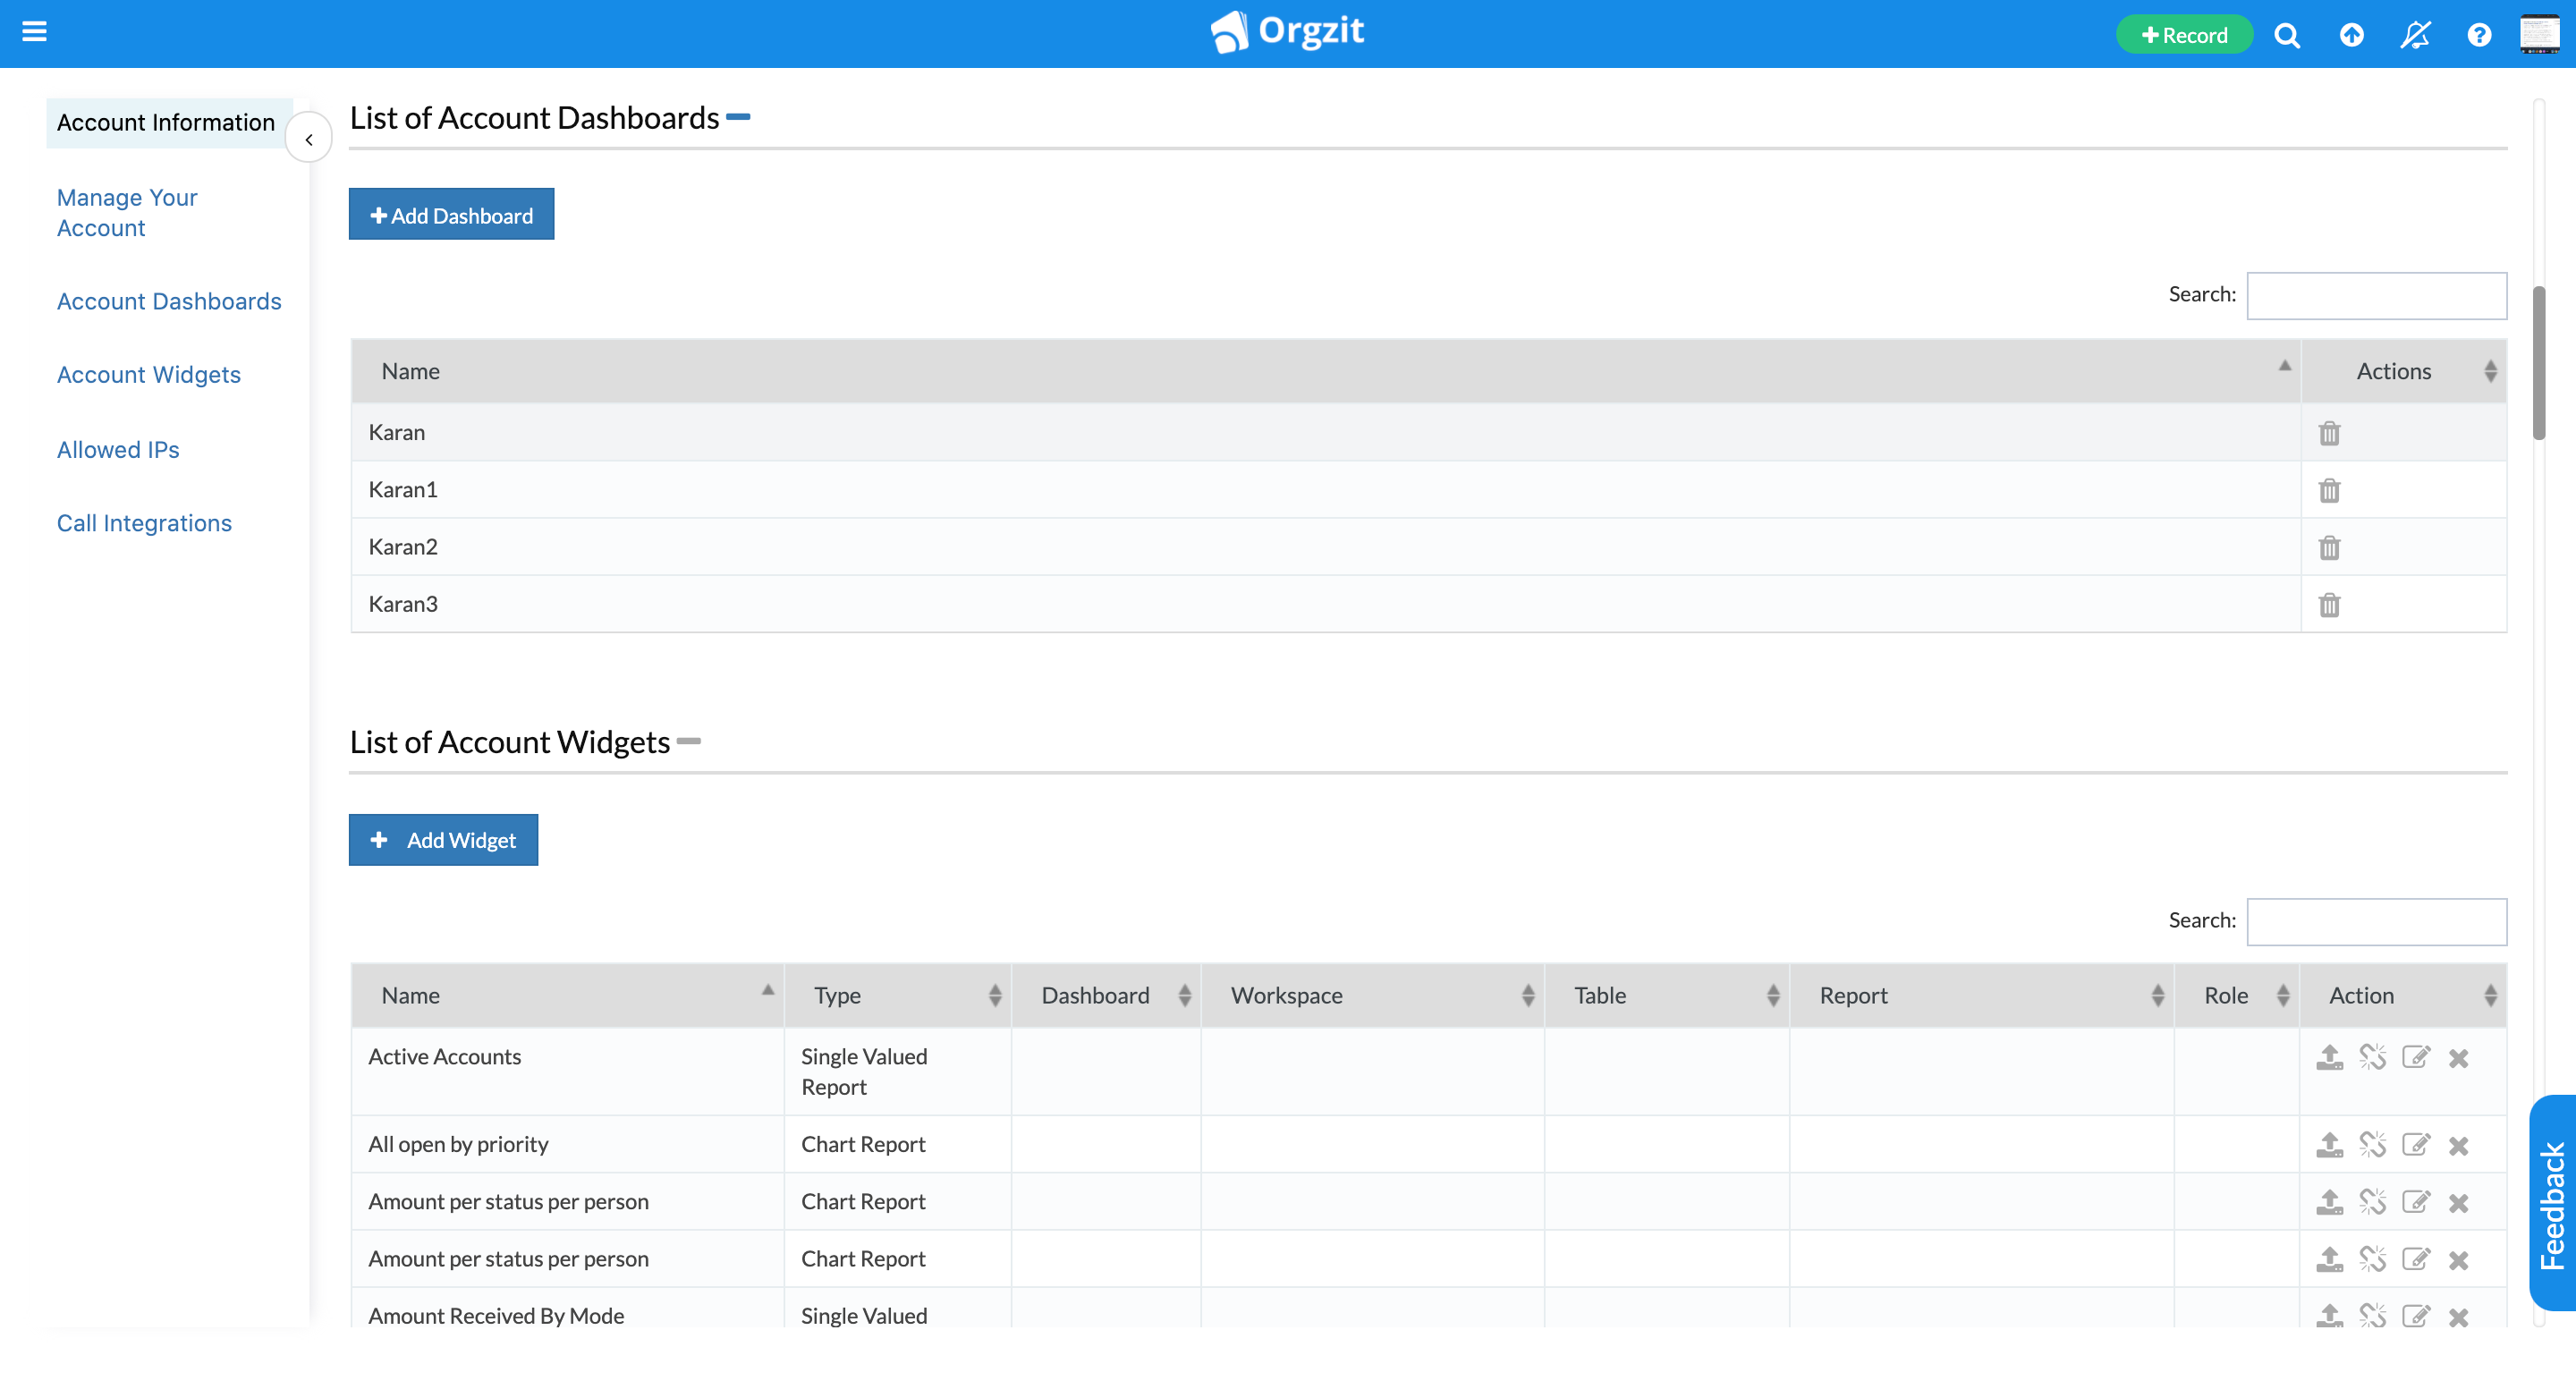 Orgzit
Record
Account Information
Manage Your
Account
Account Dashboards
Account Widgets
Allowed IPs
Call Integrations
List of Account Dashboards
Add Dashboard
Search:
Name Actions
Karan
Karan1
Karan2
Karan3
List of Account Widgets
Add Widget
Search:
Name Type Dashboard Workspace Table Report Role Action
Active Accounts Single Valued
Report
All open by priority Chart Report
Amount per status per person Chart Report
Amount per status per person Chart Report
Amount Received By Mode Single Valued
Feedback